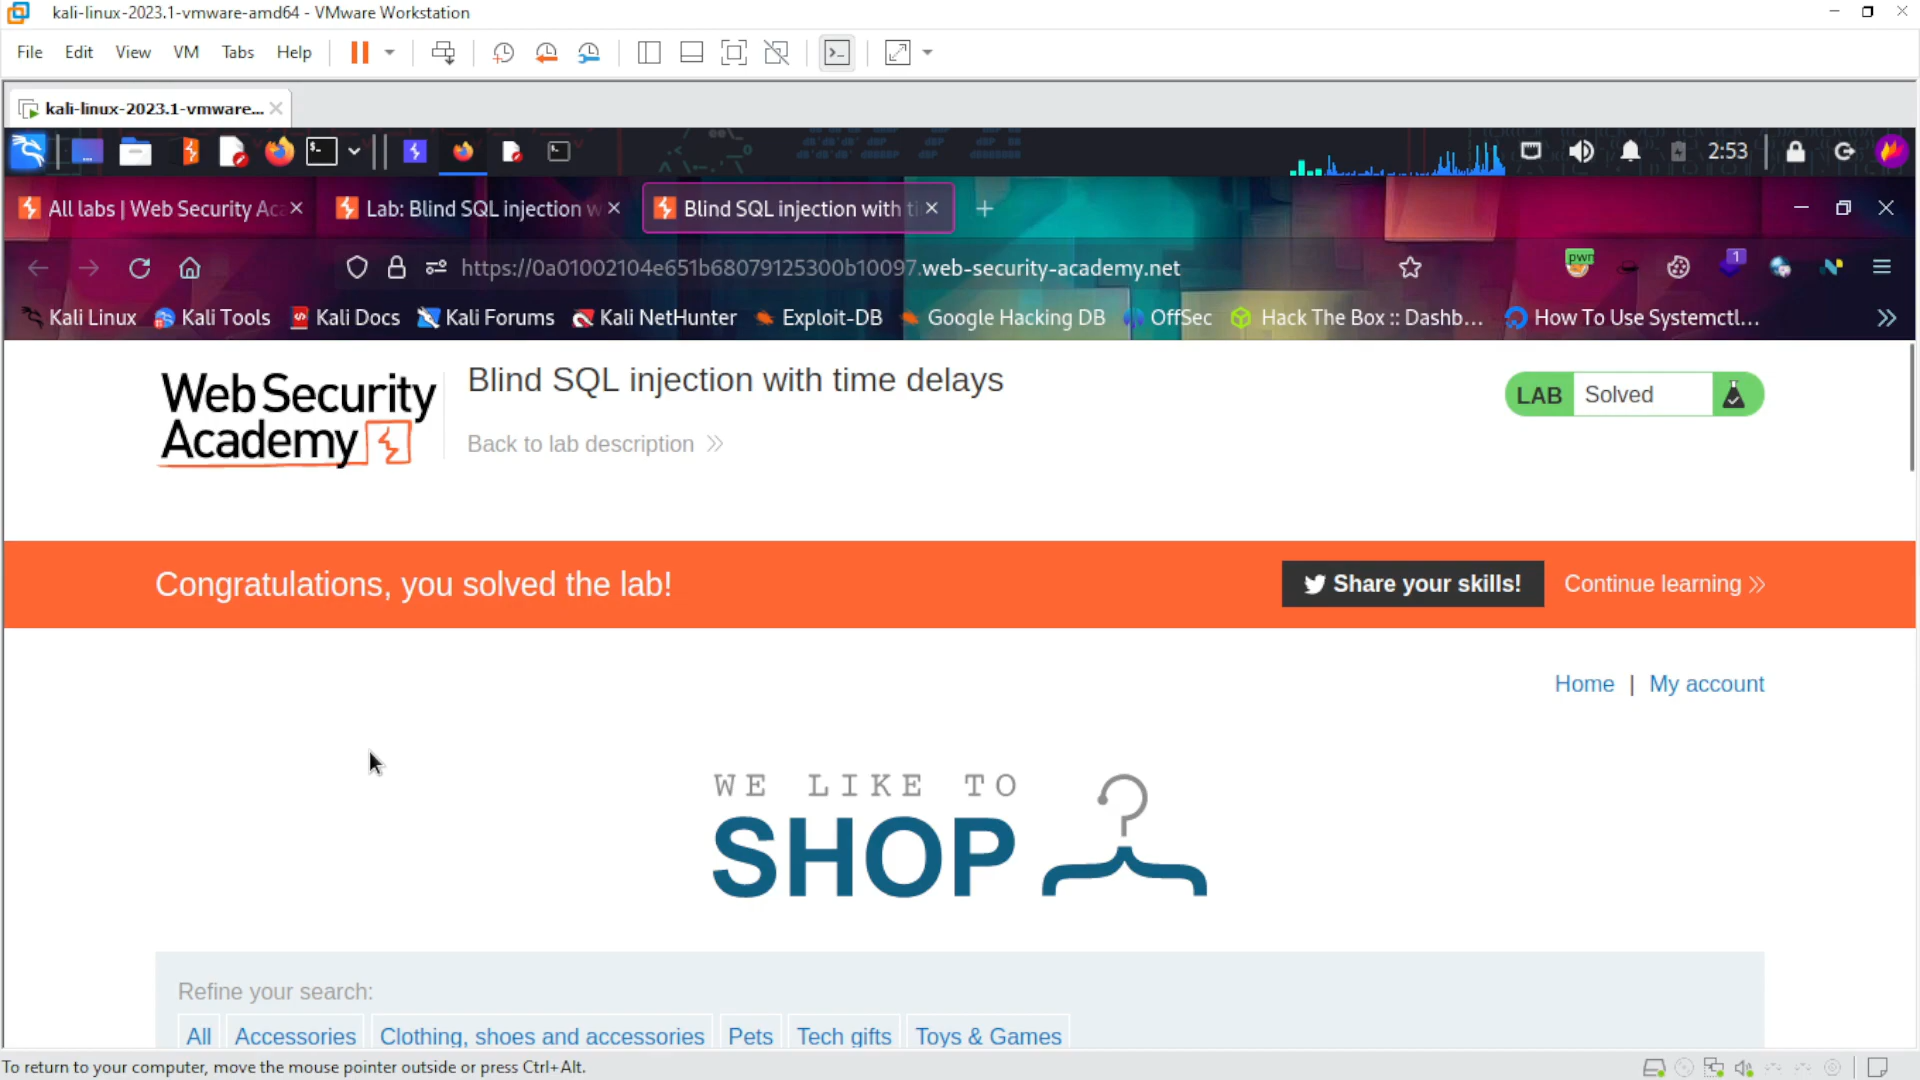 kali-linux-2023.1-vmware-amd64 - VMware Workstation
File Edit View VM Tabs Help
kali-linux-2023.1-vmware...
2:53
All labs | Web Security Ac
Lab: Blind SQL injection w
Blind SQL injection with ti
https://0a01002104e651b68079125300b10097.web-security-academy.net
pwn
1
Kali Linux Kali Tools Kali Docs Kali Forums Kali NetHunter Exploit-DB Google Hacking DB OffSec Hack The Box :: Dashb... How To Use Systemctl...
Web Security
Academy
Blind SQL injection with time delays
Back to lab description
LAB Solved
Congratulations, you solved the lab!
Share your skills!
Continue learning
Home | My account
WE LIKE TO
SHOP
Refine your search:
All Accessories Clothing, shoes and accessories Pets Tech gifts Toys & Games
To return to your computer, move the mouse pointer outside or press Ctrl+Alt.